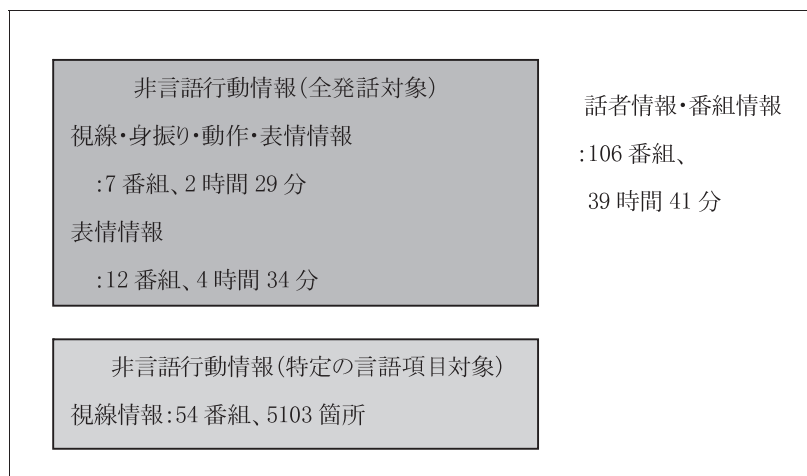 非言語行動情報(全発話対象)
視線・身振り・動作・表情情報
:7 番組、2 時間 29 分
表情情報
:12 番組、4 時間 34 分
話者情報・番組情報
:106 番組、
39 時間 41 分
非言語行動情報(特定の言語項目対象)
視線情報:54 番組、5103 箇所